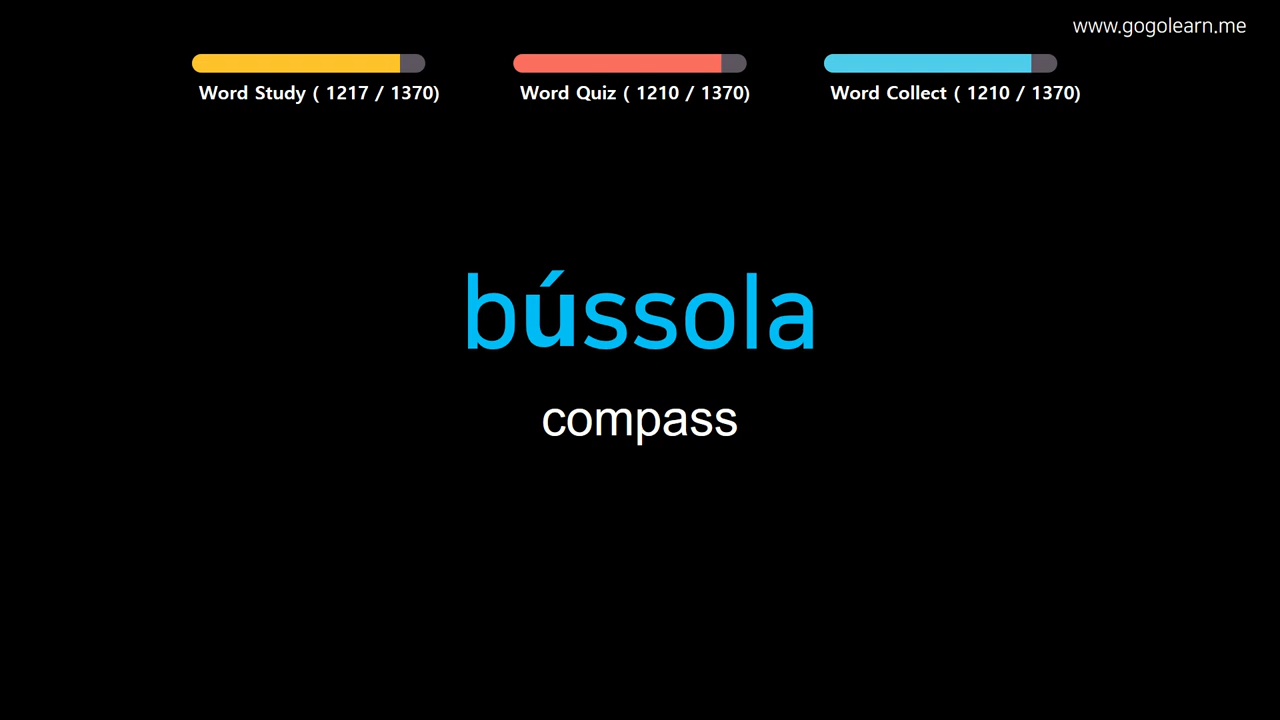 www.gogolearn.me
Word Study ( 1217 / 1370)
Word Quiz ( 1210 / 1370)
Word Collect ( 1210 / 1370)
bússola
compass